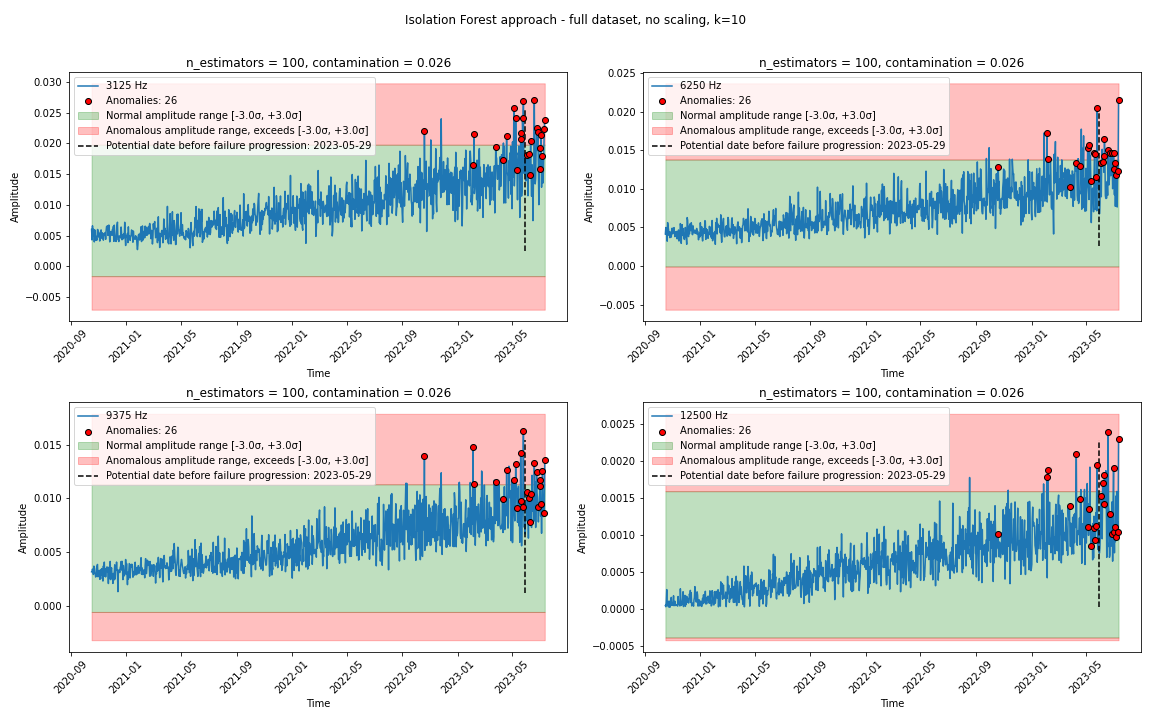 Isolation Forest approach - full dataset, no scaling, k=10
n_estimators = 100, contamination = 0.026
3125 Hz
Anomalies: 26
Normal amplitude range [-3.0σ, +3.0σ]
Anomalous amplitude range, exceeds [-3.0σ, +3.0σ]
Potential date before failure progression: 2023-05-29
0.030
0.025
0.020
0.015
0.010
0.005
0.000
−0.005
Amplitude
2020-09
2021-01
2021-05
2021-09
2022-01
2022-05
2022-09
2023-01
2023-05
Time
n_estimators = 100, contamination = 0.026
6250 Hz
Anomalies: 26
Normal amplitude range [-3.0σ, +3.0σ]
Anomalous amplitude range, exceeds [-3.0σ, +3.0σ]
Potential date before failure progression: 2023-05-29
0.025
0.020
0.015
0.010
0.005
0.000
−0.005
Amplitude
2020-09
2021-01
2021-05
2021-09
2022-01
2022-05
2022-09
2023-01
2023-05
Time
n_estimators = 100, contamination = 0.026
9375 Hz
Anomalies: 26
Normal amplitude range [-3.0σ, +3.0σ]
Anomalous amplitude range, exceeds [-3.0σ, +3.0σ]
Potential date before failure progression: 2023-05-29
0.015
0.010
0.005
0.000
Amplitude
2020-09
2021-01
2021-05
2021-09
2022-01
2022-05
2022-09
2023-01
2023-05
Time
n_estimators = 100, contamination = 0.026
12500 Hz
Anomalies: 26
Normal amplitude range [-3.0σ, +3.0σ]
Anomalous amplitude range, exceeds [-3.0σ, +3.0σ]
Potential date before failure progression: 2023-05-29
0.0025
0.0020
0.0015
0.0010
0.0005
0.0000
−0.0005
Amplitude
2020-09
2021-01
2021-05
2021-09
2022-01
2022-05
2022-09
2023-01
2023-05
Time